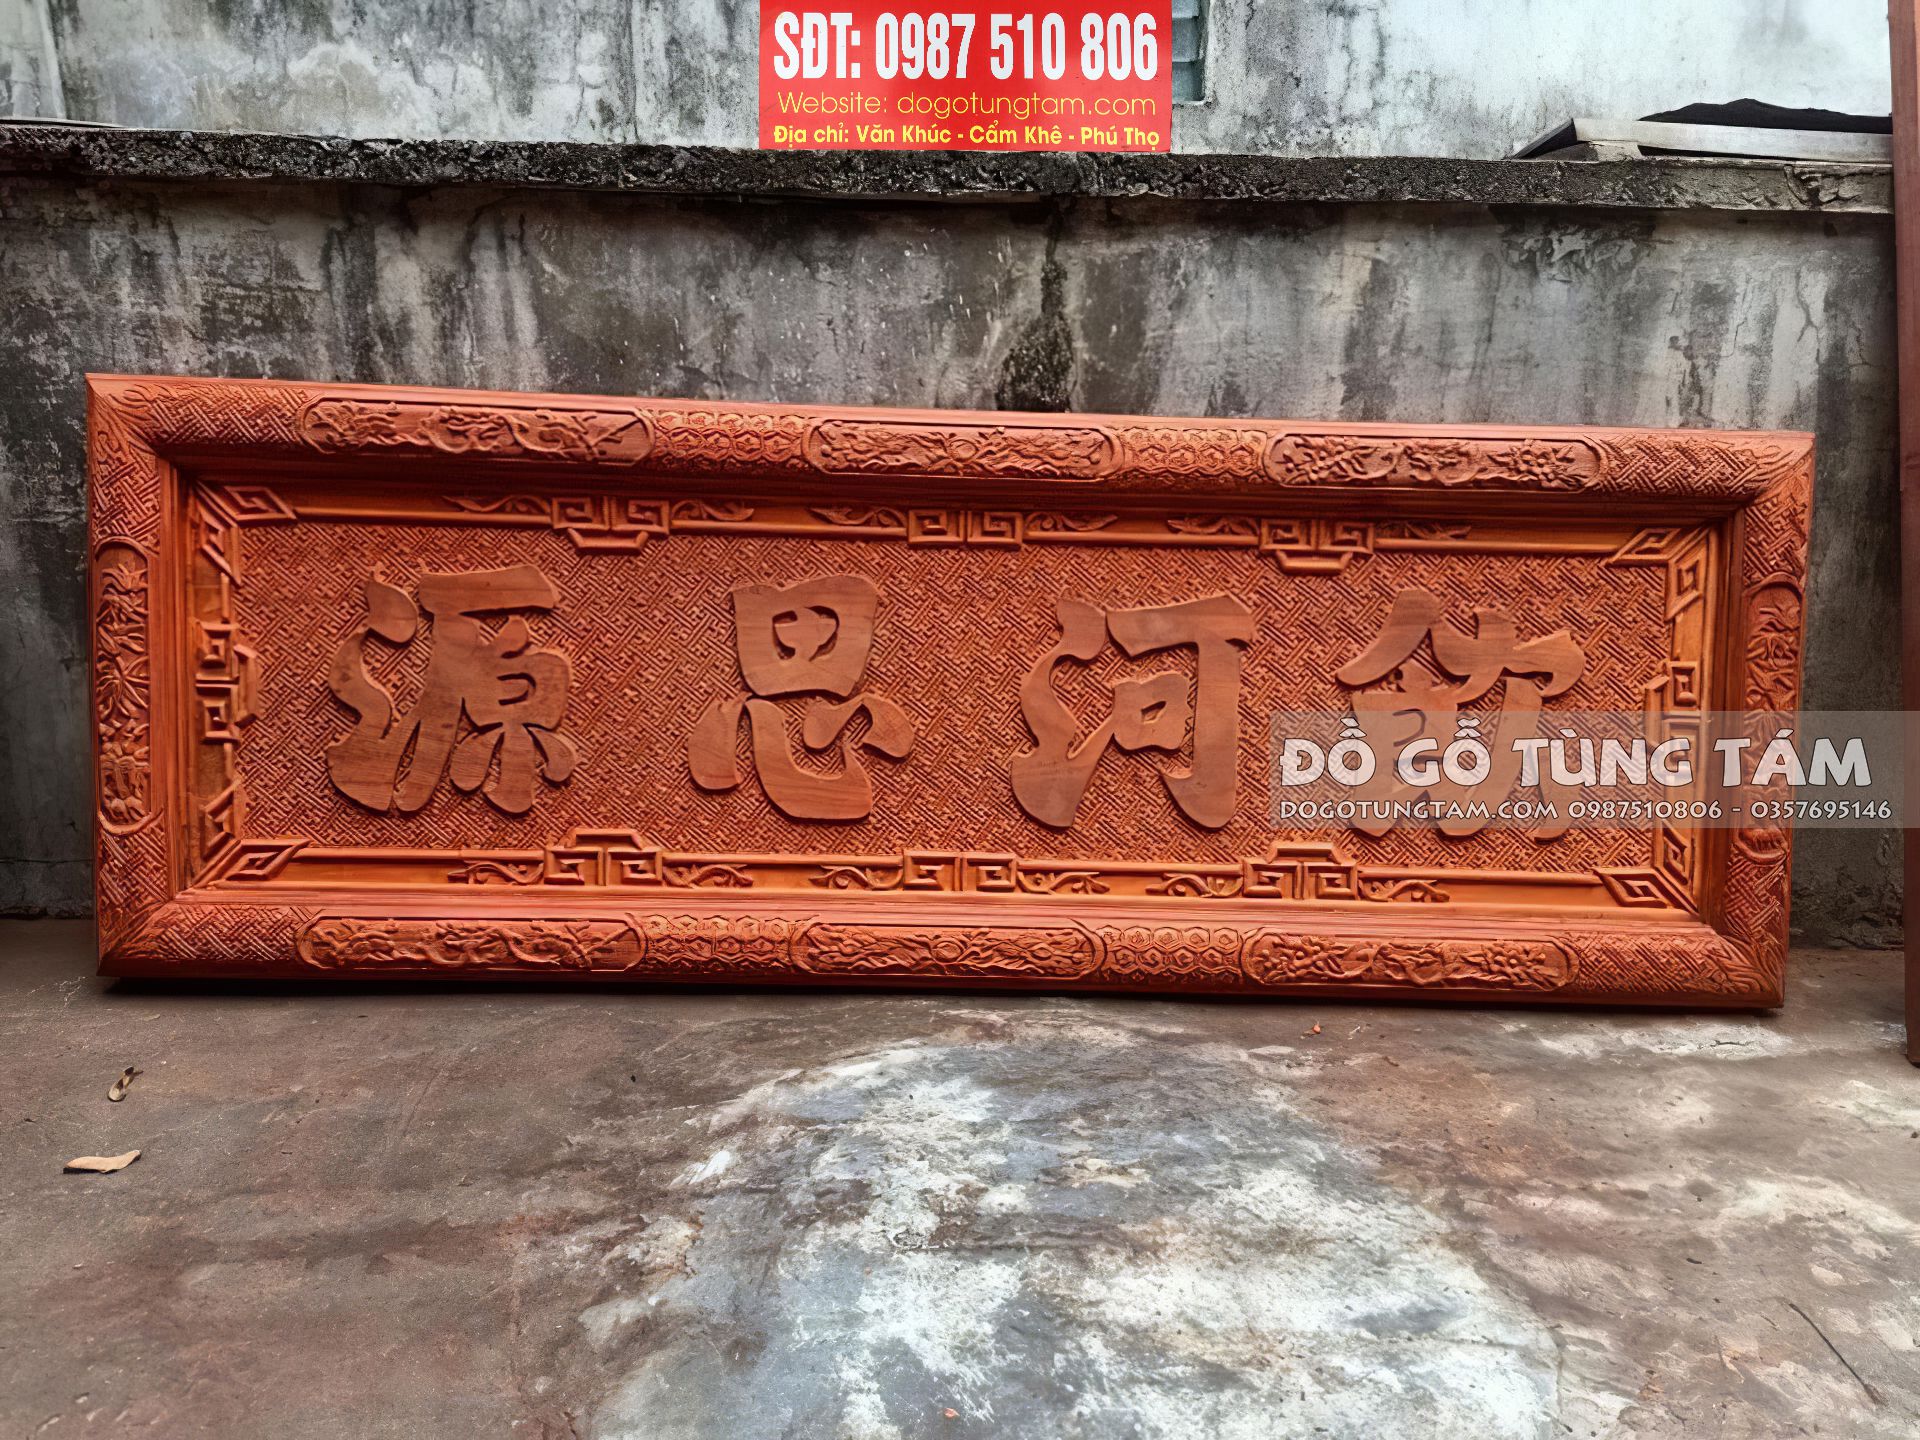 SĐT: 0987 510 806
Website: dogotungtam.com
Địa chỉ: Văn Khúc - Cẩm Khê - Phú Thọ
飲河思源
ĐỒ GỖ TÙNG TÁM
DOGOTUNGTAM.COM 0987510806 - 0357695146